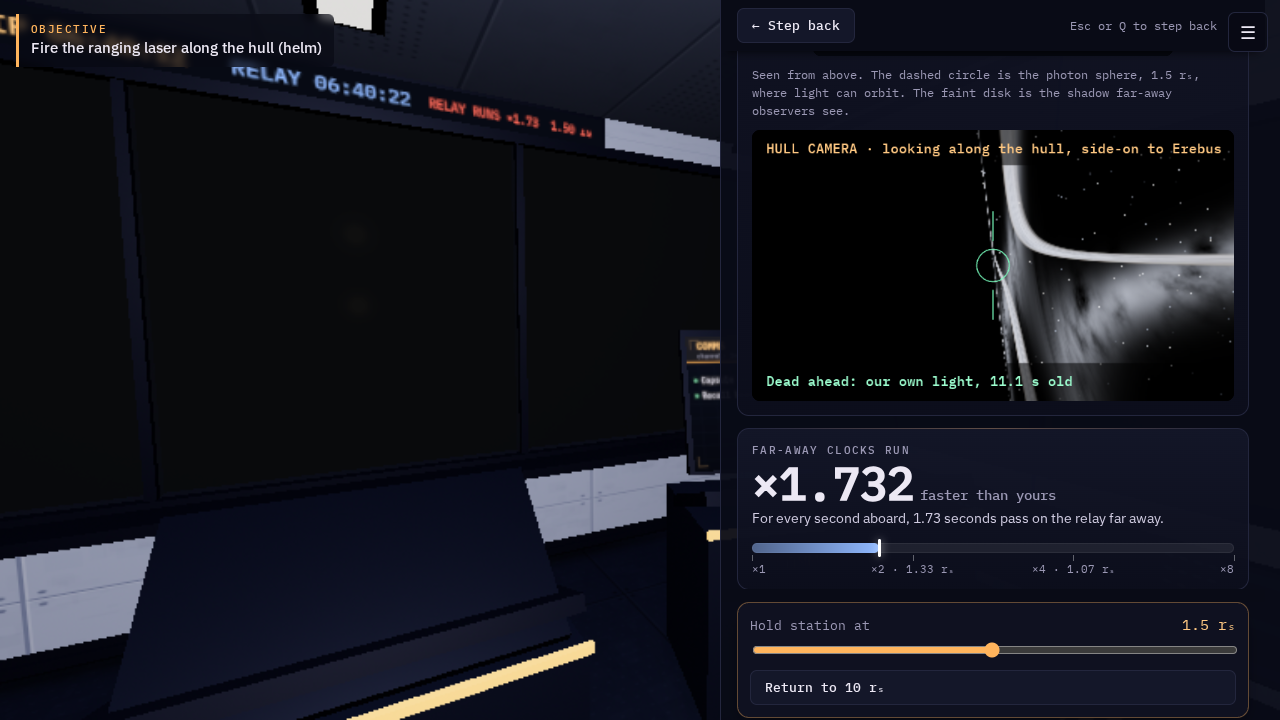 OBJECTIVE
Fire the ranging laser along the hull (helm)
RELAY 06:40:22
RELAY RUNS ×1.73 1.50 rₛ
← Step back
Esc or Q to step back
☰
Seen from above. The dashed circle is the photon sphere, 1.5 rₛ,
where light can orbit. The faint disk is the shadow far-away
observers see.
HULL CAMERA · looking along the hull, side-on to Erebus
Dead ahead: our own light, 11.1 s old
FAR-AWAY CLOCKS RUN
×1.732 faster than yours
For every second aboard, 1.73 seconds pass on the relay far away.
×1
×2 · 1.33 rₛ
×4 · 1.07 rₛ
×8
Hold station at
1.5 rₛ
Return to 10 rₛ